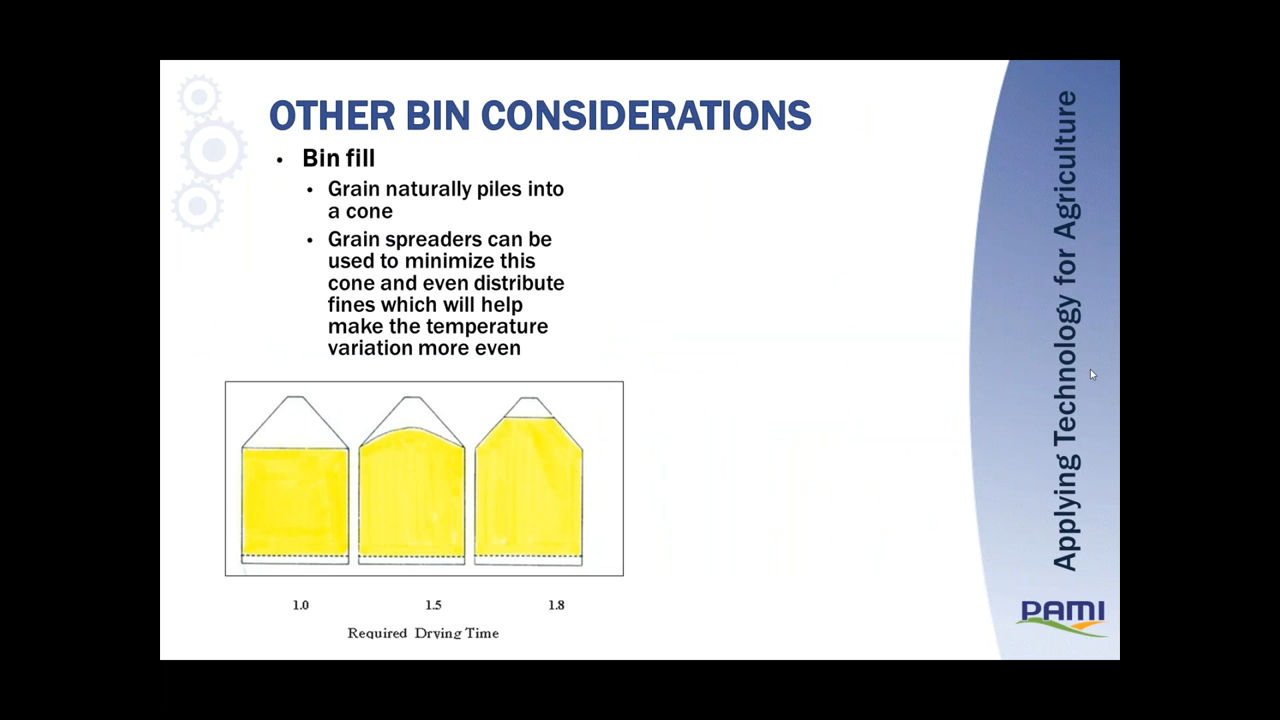 OTHER BIN CONSIDERATIONS
• Bin fill
• Grain naturally piles into
a cone
• Grain spreaders can be
used to minimize this
cone and even distribute
fines which will help
make the temperature
variation more even
1.0 1.5 1.8
Required Drying Time
Applying Technology for Agriculture
PAMI